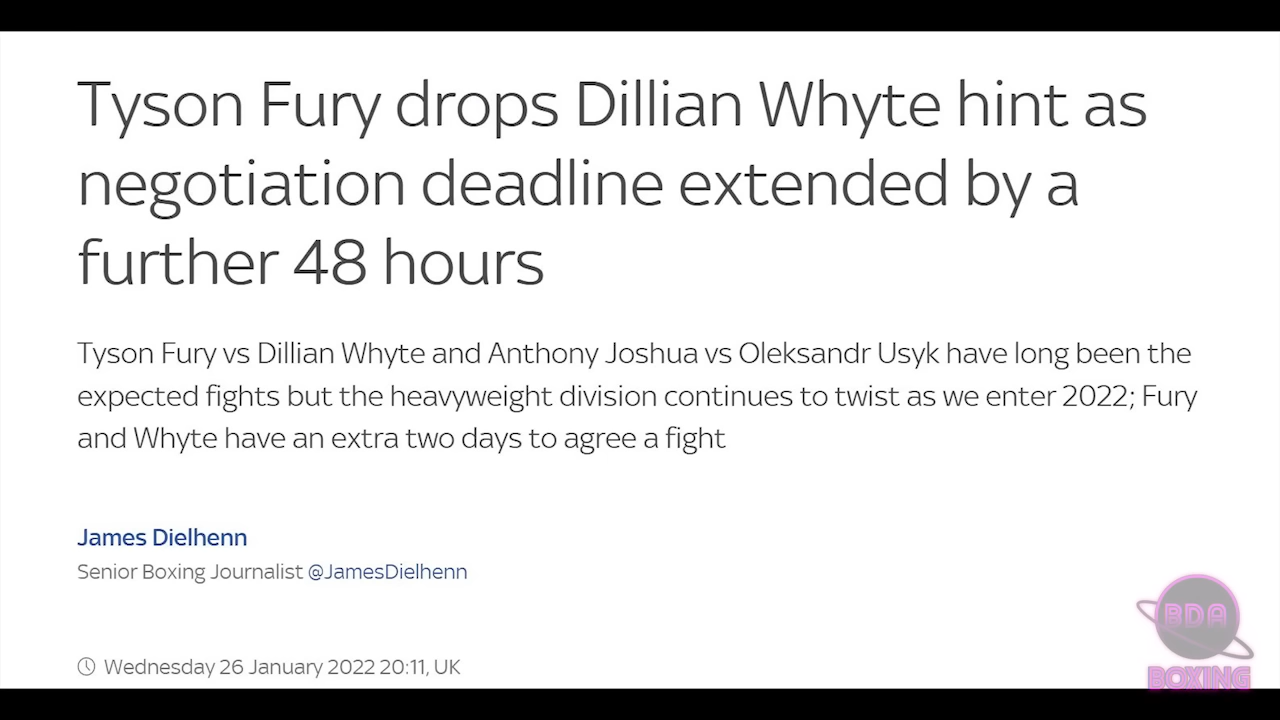 Tyson Fury drops Dillian Whyte hint as
negotiation deadline extended by a
further 48 hours
Tyson Fury vs Dillian Whyte and Anthony Joshua vs Oleksandr Usyk have long been the
expected fights but the heavyweight division continues to twist as we enter 2022; Fury
and Whyte have an extra two days to agree a fight
James Dielhenn
Senior Boxing Journalist @JamesDielhenn
Wednesday 26 January 2022 20:11, UK
BDA
BOXING